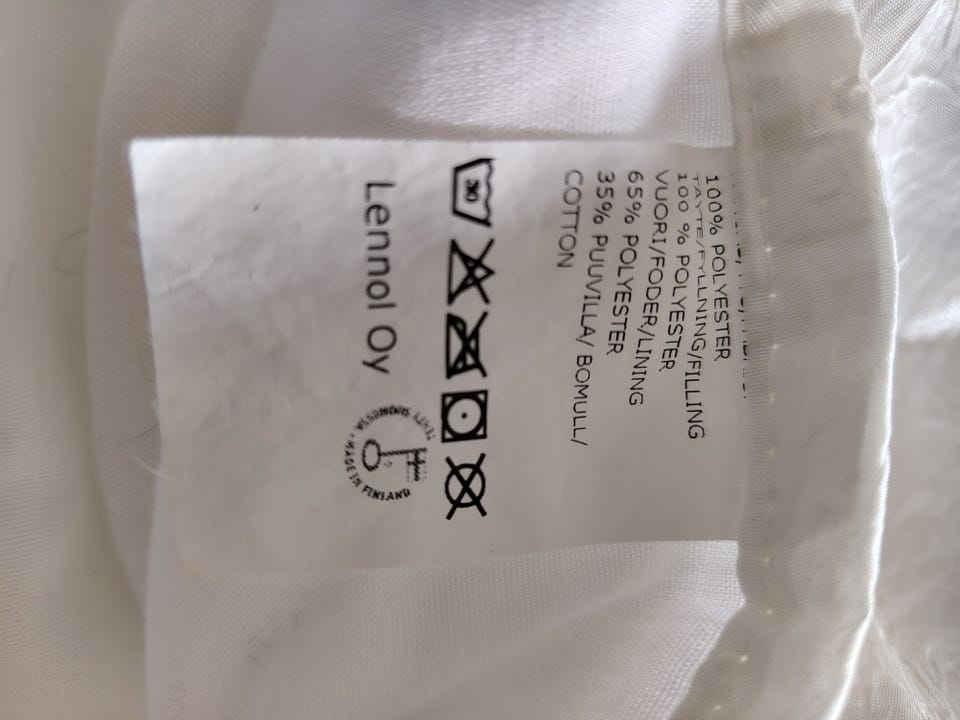 100% POLYESTER
TÄYTE/FYLLNING/FILLING
100 % POLYESTER
VUORI/FODER/LINING
65% POLYESTER
35% PUUVILLA/ BOMULL/
COTTON
30
Lennol Oy
MADE IN FINLAND